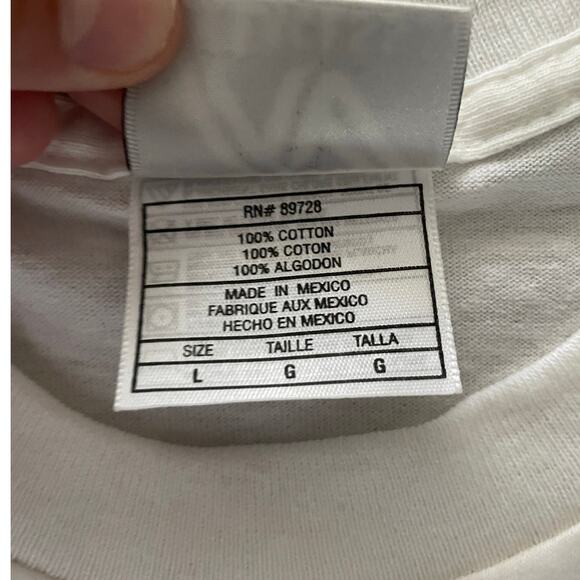 RN# 89728
100% COTTON
100% COTON
100% ALGODON
MADE IN MEXICO
FABRIQUE AUX MEXICO
HECHO EN MEXICO
SIZE TAILLE TALLA
L G G